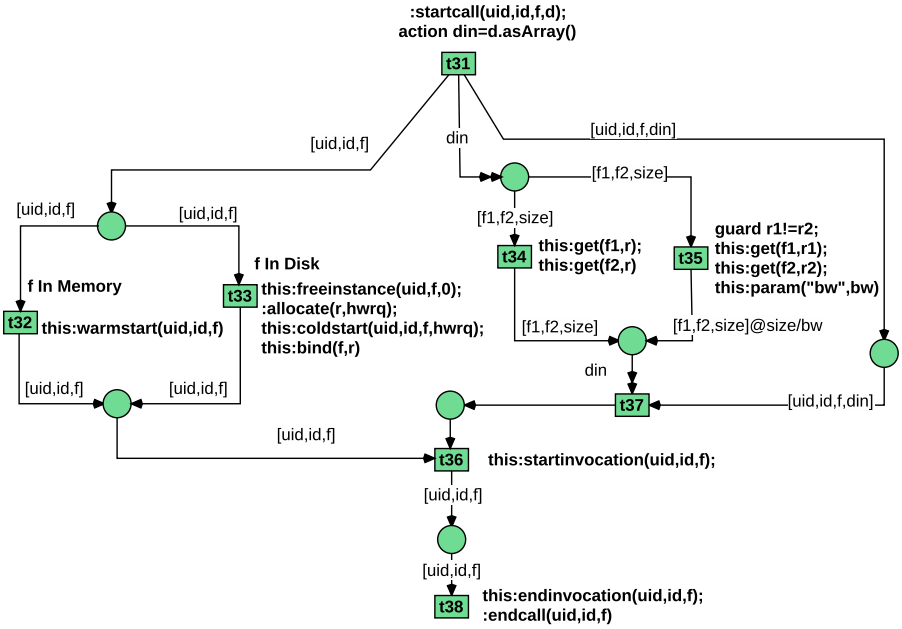 :startcall(uid,id,f,d);
action din=d.asArray()
t31
[uid,id,f]
din
[uid,id,f,din]
[f1,f2,size]
[uid,id,f]
[uid,id,f]
[f1,f2,size]
guard r1!=r2;
this:get(f1,r1);
this:get(f2,r2);
this:param("bw",bw)
t34
this:get(f1,r);
this:get(f2,r)
t35
f In Memory
f In Disk
t33
this:freeinstance(uid,f,0);
:allocate(r,hwrq);
this:coldstart(uid,id,f,hwrq);
this:bind(f,r)
t32
this:warmstart(uid,id,f)
[f1,f2,size]
[f1,f2,size]@size/bw
din
[uid,id,f]
[uid,id,f]
t37
[uid,id,f,din]
[uid,id,f]
t36
this:startinvocation(uid,id,f);
[uid,id,f]
[uid,id,f]
t38
this:endinvocation(uid,id,f);
:endcall(uid,id,f)